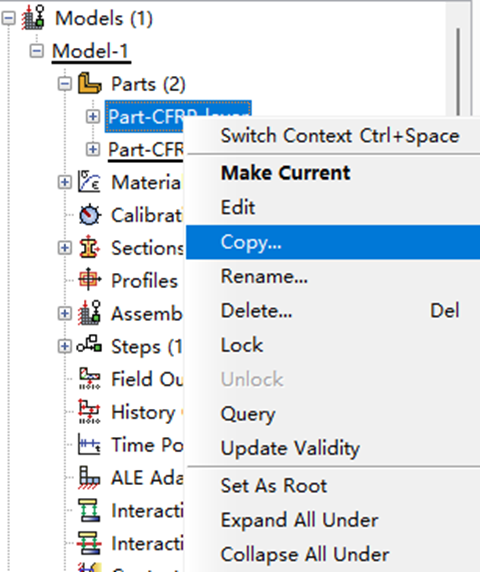 Models (1)
Model-1
Parts (2)
Part-CFRP-layer
Switch Context Ctrl+Space
Part-CFR
Make Current
Materia
Edit
Calibrat
Copy...
Sections
Rename...
Profiles
Delete... Del
Assemb
Steps (1
Lock
Field Ou
Unlock
History
Query
Time Po
Update Validity
ALE Ada
Set As Root
Interacti
Expand All Under
Interacti
Collapse All Under